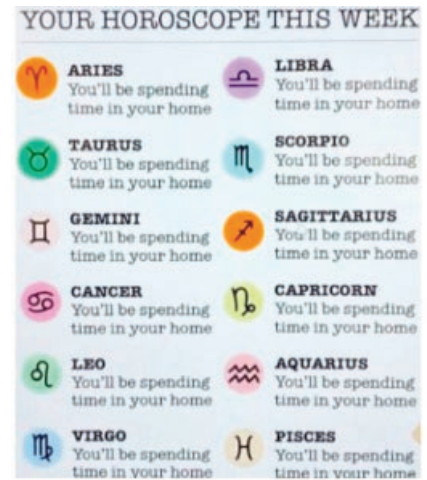 YOUR HOROSCOPE THIS WEEK
ARIES
You'll be spending
time in your home
TAURUS
You'll be spending
time in your home
GEMINI
You'll be spending
time in your home
CANCER
You'll be spending
time in your home
LEO
You'll be spending
time in your home
VIRGO
You'll be spending
time in your home
LIBRA
You'll be spending
time in your home
SCORPIO
You'll be spending
time in your home
SAGITTARIUS
You'll be spending
time in your home
CAPRICORN
You'll be spending
time in your home
AQUARIUS
You'll be spending
time in your home
PISCES
You'll be spending
time in your home